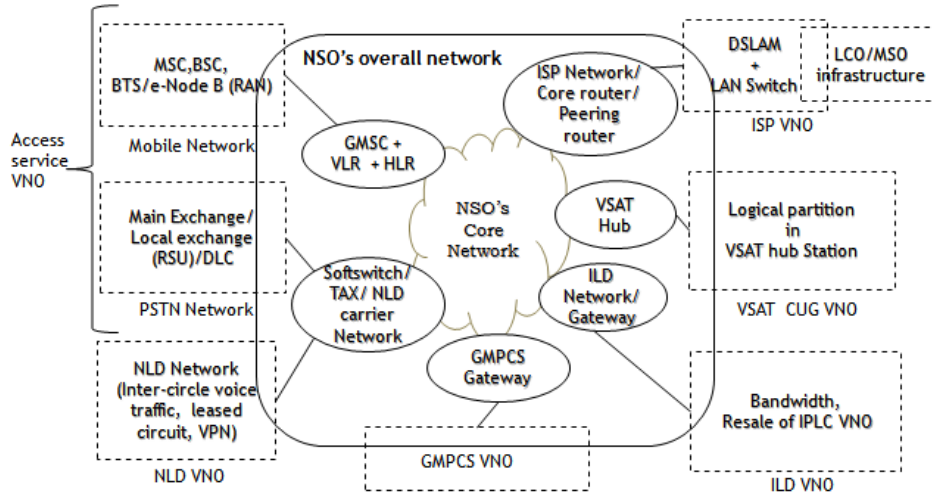 Access
service
VNO
MSC,BSC,
BTS/e-Node B (RAN)
Mobile Network
Main Exchange/
Local exchange
(RSU)/DLC
PSTN Network
NLD Network
(Inter-circle voice
traffic, leased
circuit, VPN)
NLD VNO
NSO's overall network
GMSC +
VLR + HLR
Softswitch/
TAX/ NLD
carrier
Network
NSO's
Core
Network
ISP Network/
Core router/
Peering
router
VSAT
Hub
ILD
Network/
Gateway
GMPCS
Gateway
GMPCS VNO
DSLAM
+
LAN Switch
LCO/MSO
infrastructure
ISP VNO
Logical partition
in
VSAT hub Station
VSAT CUG VNO
Bandwidth,
Resale of IPLC VNO
ILD VNO